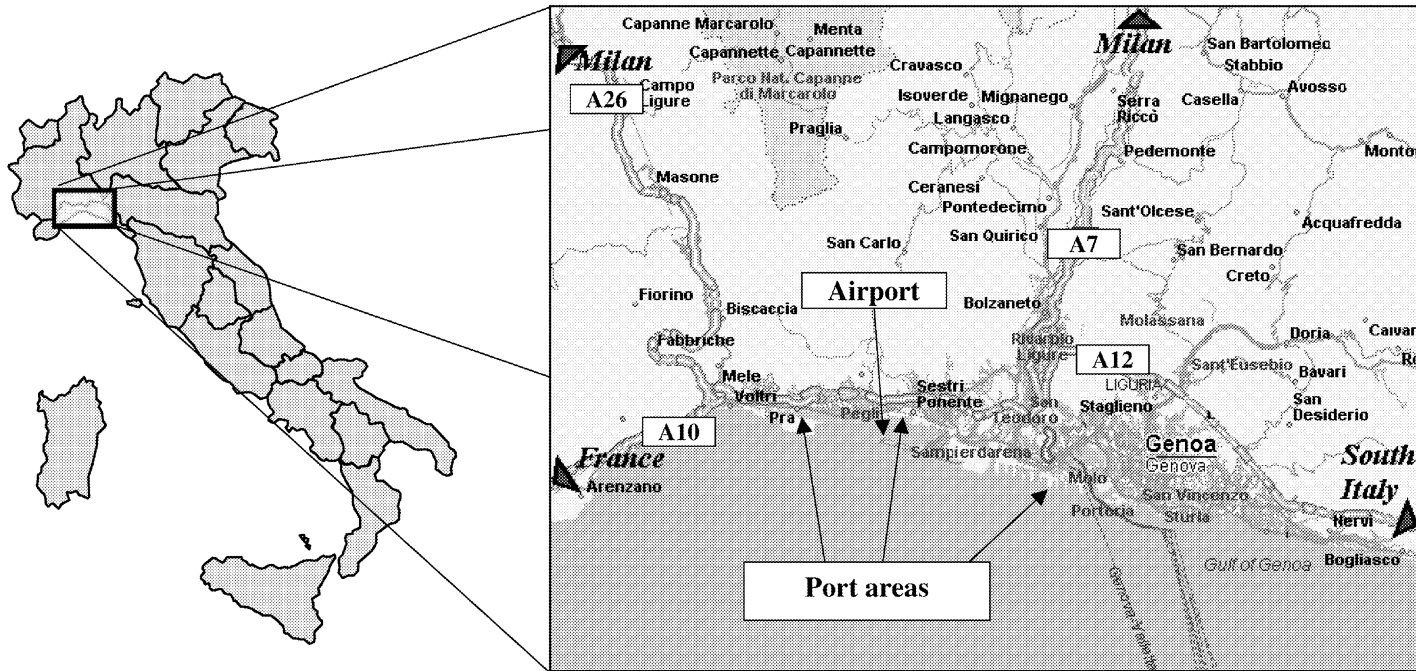 Capanne Marcarolo
Menta
Milan
San Bartolomeo
Stabbio
Milan
Capannette
Capannette
Cravasco
Parco Nat. Capanne
di Marcarolo
Campo
Ligure
A26
Isoverde
Mignanego
Serra
Riccò
Casella
Avosso
Langasco
Praglia
Campomorone
Pedemonte
Masone
Ceranesi
Pontedecimo
Sant'Olcese
Acquafredda
San Carlo
San Quirico
A7
San Bernardo
Creto
Airport
Fiorino
Biscaccia
Bolzaneto
Molassana
Fabbriche
Rivarolo
Ligure
Doria
A12
Sant'Eusebio
Bavari
Mele
Voltri
Sestri
Ponente
LIGURIA
San
Teodoro
Staglieno
San
Desiderio
Pra
Pegli
A10
Genoa
Genova
Sampierdarena
France
Arenzano
South
Italy
Molo
San Vincenzo
Portoria
Sturla
Nervi
Bogliasco
Gulf of Genoa
Port areas